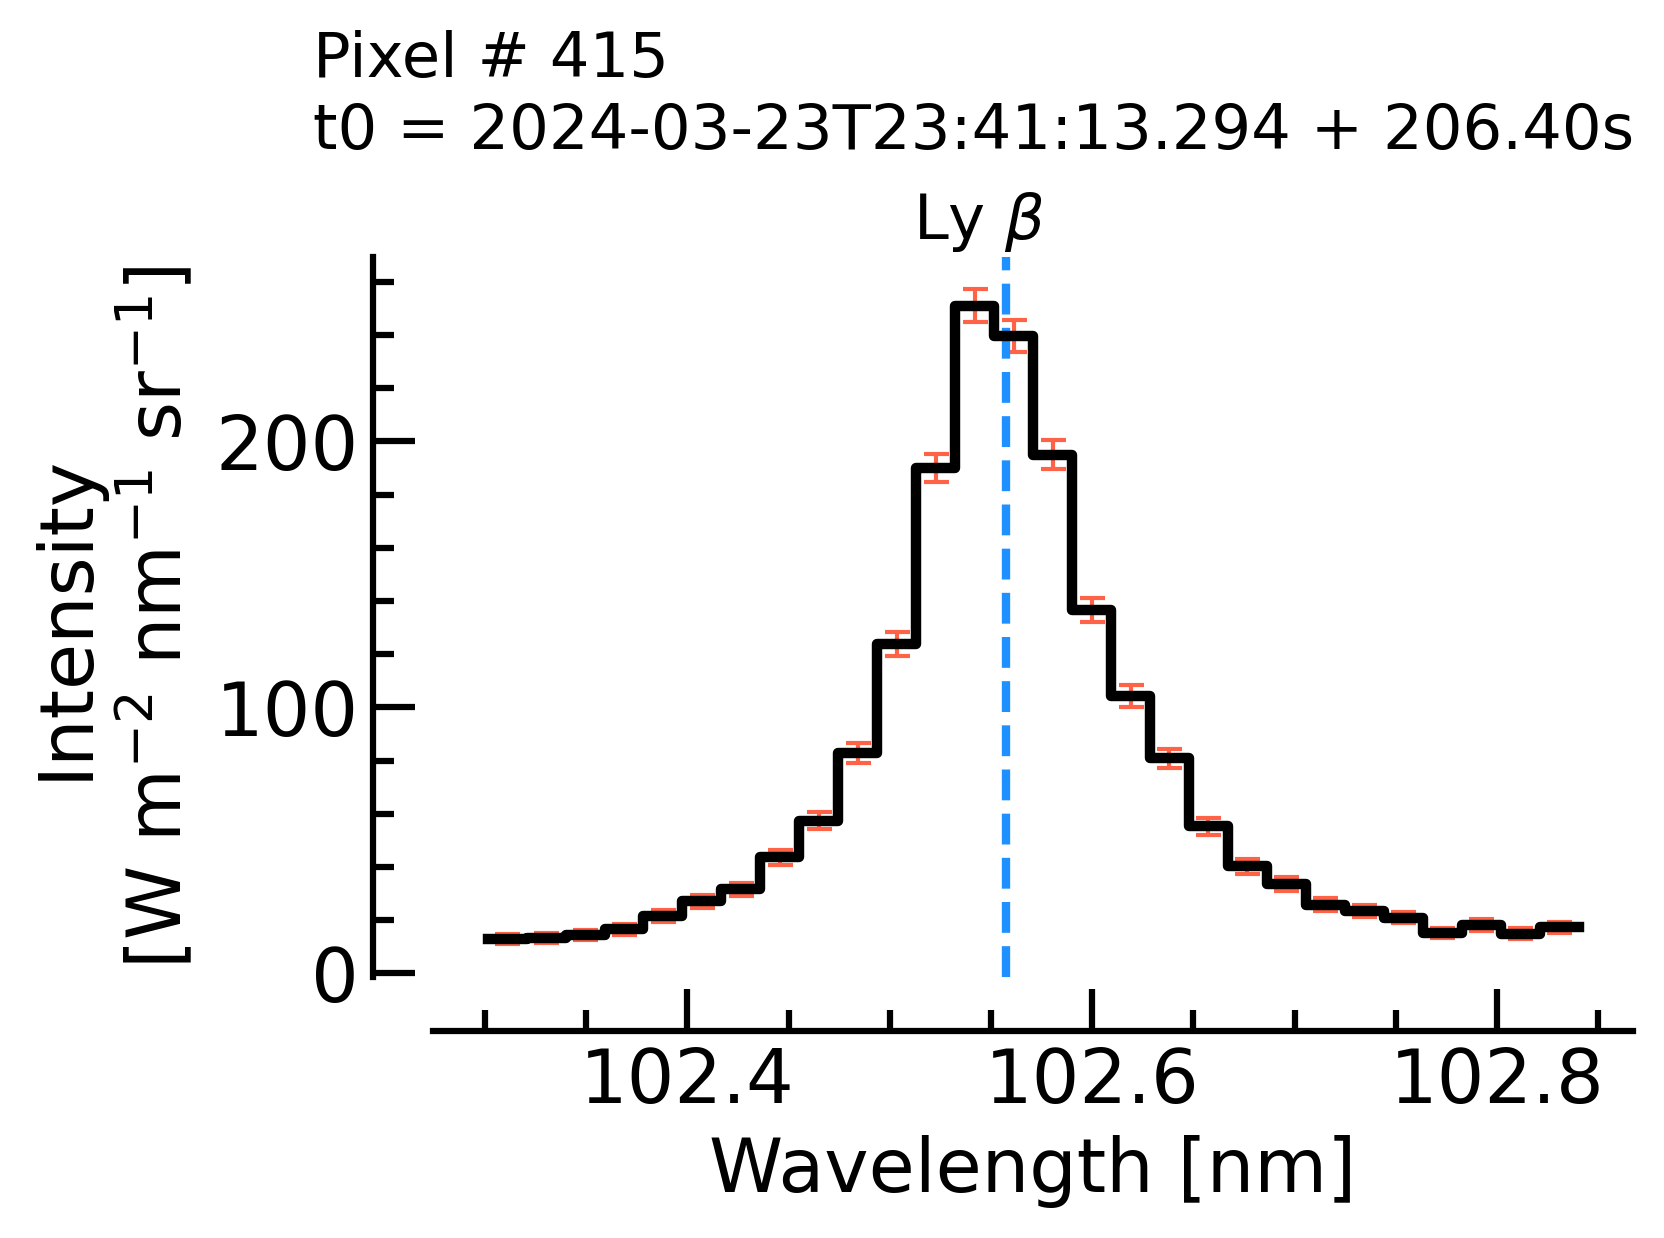 Pixel # 415
t0 = 2024-03-23T23:41:13.294 + 206.40s
Ly β
Intensity
[W m⁻² nm⁻¹ sr⁻¹]
200
100
0
102.4 102.6 102.8
Wavelength [nm]